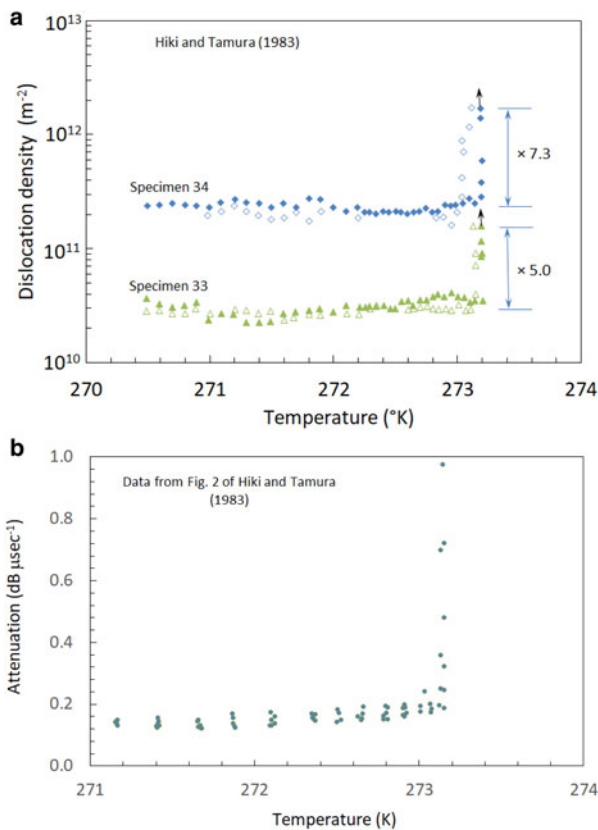 a
Hiki and Tamura (1983)
10^13
10^12
10^11
10^10
Dislocation density (m^-2)
Specimen 34
× 7.3
Specimen 33
× 5.0
270 271 272 273 274
Temperature (°K)
b
Data from Fig. 2 of Hiki and Tamura
(1983)
1.0
0.8
0.6
0.4
0.2
0.0
Attenuation (dB μsec^-1)
271 272 273 274
Temperature (K)